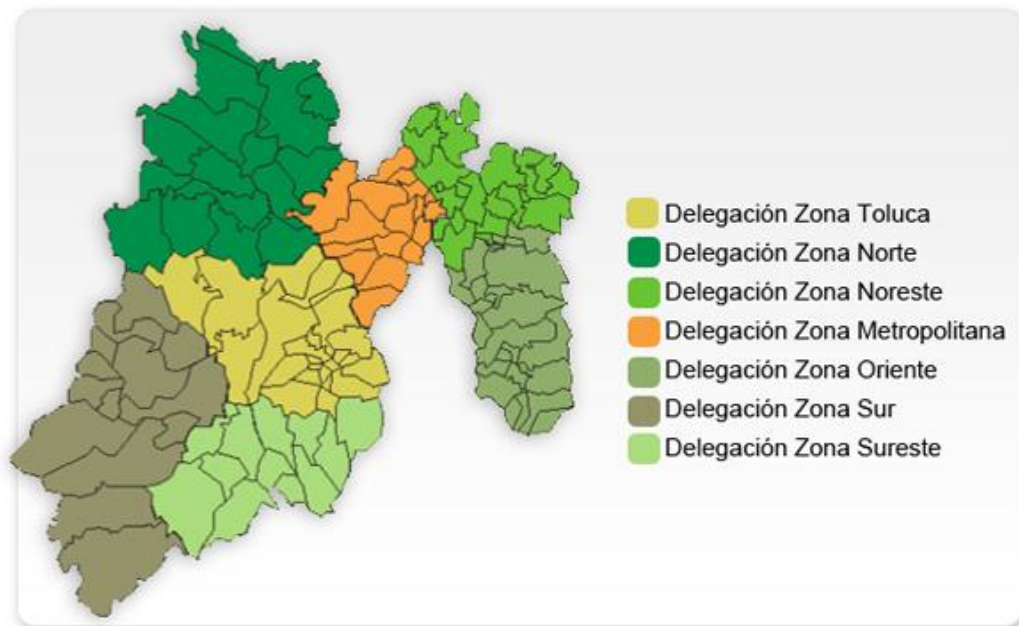 Delegación Zona Toluca
Delegación Zona Norte
Delegación Zona Noreste
Delegación Zona Metropolitana
Delegación Zona Oriente
Delegación Zona Sur
Delegación Zona Sureste